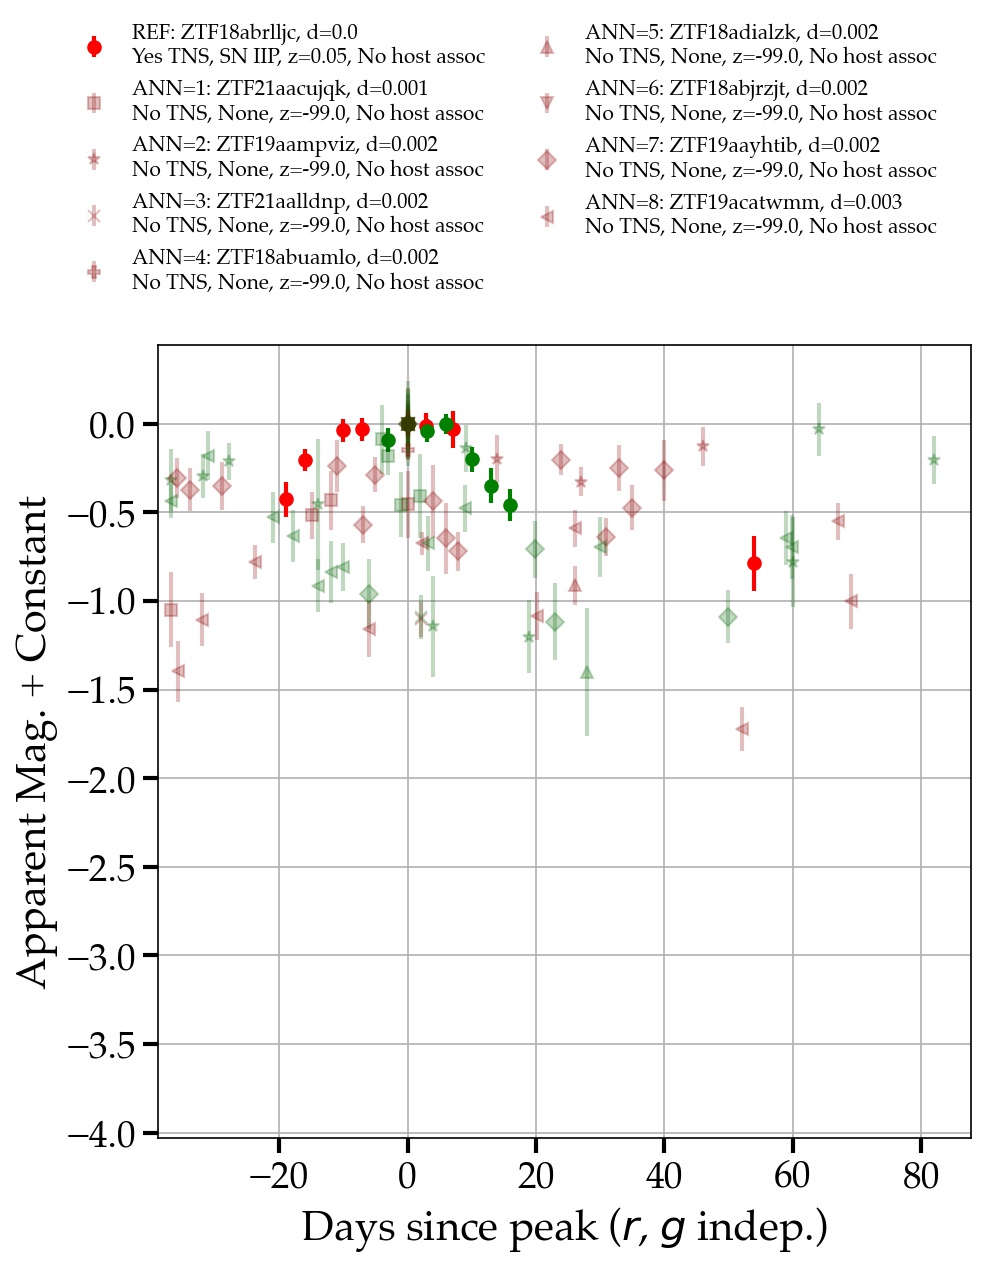 REF: ZTF18abrlljc, d=0.0
Yes TNS, SN IIP, z=0.05, No host assoc
ANN=1: ZTF21aacujqk, d=0.001
No TNS, None, z=-99.0, No host assoc
ANN=2: ZTF19aampviz, d=0.002
No TNS, None, z=-99.0, No host assoc
ANN=3: ZTF21aalldnp, d=0.002
No TNS, None, z=-99.0, No host assoc
ANN=4: ZTF18abuamlo, d=0.002
No TNS, None, z=-99.0, No host assoc
ANN=5: ZTF18adialzk, d=0.002
No TNS, None, z=-99.0, No host assoc
ANN=6: ZTF18abjrzjt, d=0.002
No TNS, None, z=-99.0, No host assoc
ANN=7: ZTF19aayhtib, d=0.002
No TNS, None, z=-99.0, No host assoc
ANN=8: ZTF19acatwmm, d=0.003
No TNS, None, z=-99.0, No host assoc
Apparent Mag. + Constant
0.0
−0.5
−1.0
−1.5
−2.0
−2.5
−3.0
−3.5
−4.0
−20 0 20 40 60 80
Days since peak (r, g indep.)